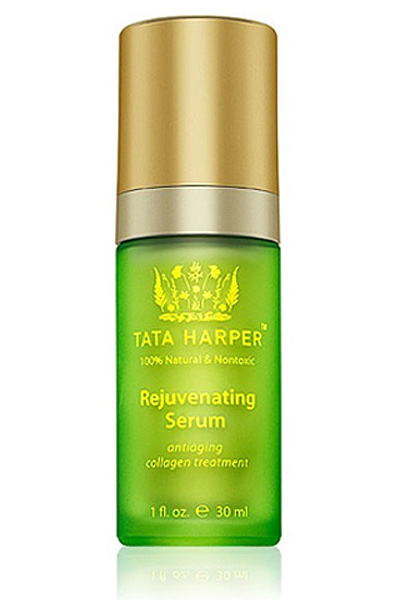 TATA HARPER™
100% Natural & Nontoxic
Rejuvenating
Serum
antiaging
collagen treatment
1 fl. oz. ℮ 30 ml